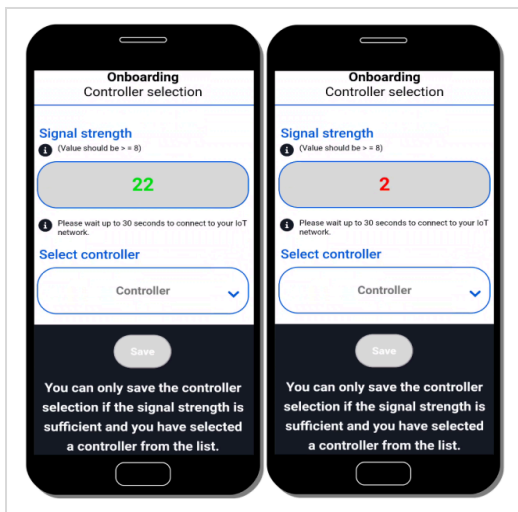 Onboarding
Controller selection
Signal strength
(Value should be > = 8)
22
Please wait up to 30 seconds to connect to your IoT
network.
Select controller
Controller
Save
You can only save the controller
selection if the signal strength is
sufficient and you have selected
a controller from the list.
Onboarding
Controller selection
Signal strength
(Value should be > = 8)
2
Please wait up to 30 seconds to connect to your IoT
network.
Select controller
Controller
Save
You can only save the controller
selection if the signal strength is
sufficient and you have selected
a controller from the list.